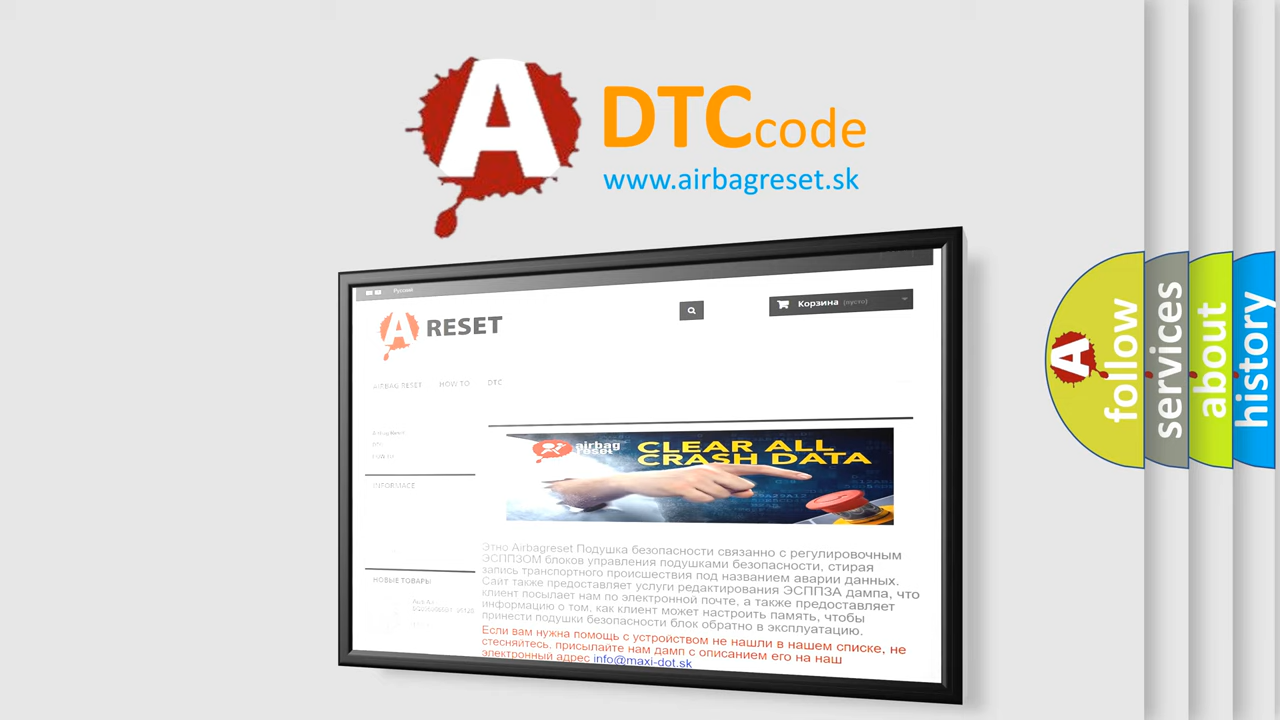 A
DTCcode
www.airbagreset.sk
Русский
Корзина (пусто)
A RESET
AIRBAG RESET HOW TO DTC
Airbag Reset
DTC
INFORMACE
airbag
reset
CLEAR ALL
CRASH DATA
Этно Airbagreset Подушка безопасности связанно с регулировочным
ЭСППЗОМ блоков управления подушками безопасности, стирая
запись транспортного происшествия под названием аварии данных.
Сайт также предоставляет услуги редактирования ЭСППЗА дампа, что
клиент посылает нам по электронной почте, а также предоставляет
информацию о том, как клиент может настроить память, чтобы
принести подушки безопасности блок обратно в эксплуатацию.
Если вам нужна помощь с устройством не нашли в нашем списке, не
стесняйтесь, присылайте нам дамп с описанием его на наш
электронный адрес info@maxi-dot.sk
НОВЫЕ ТОВАРЫ
A
follow
services
about
history